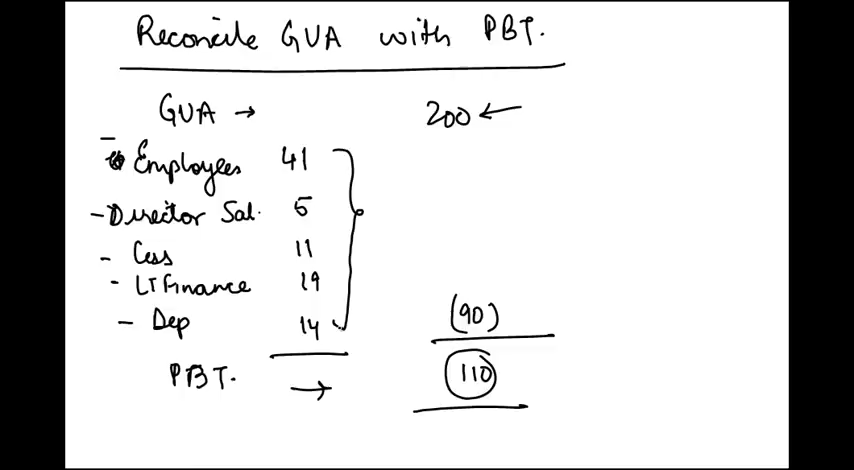 Reconcile GVA with PBT.
GVA → 200 ←
- Employees 41
- Director Sal. 5
- Cess 11
- LT Finance 19
- Dep 14 (90)
PBT. → 110